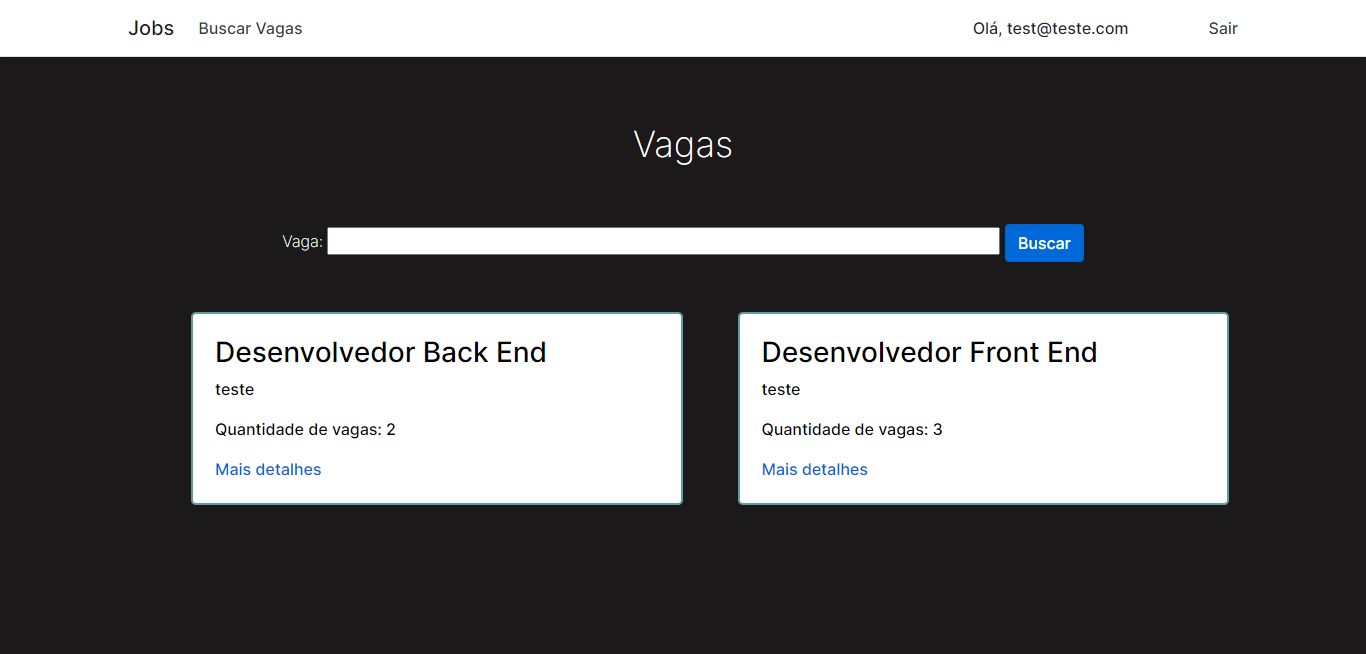 Jobs Buscar Vagas Olá, test@teste.com Sair
Vagas
Vaga: Buscar
Desenvolvedor Back End
teste
Quantidade de vagas: 2
Mais detalhes
Desenvolvedor Front End
teste
Quantidade de vagas: 3
Mais detalhes